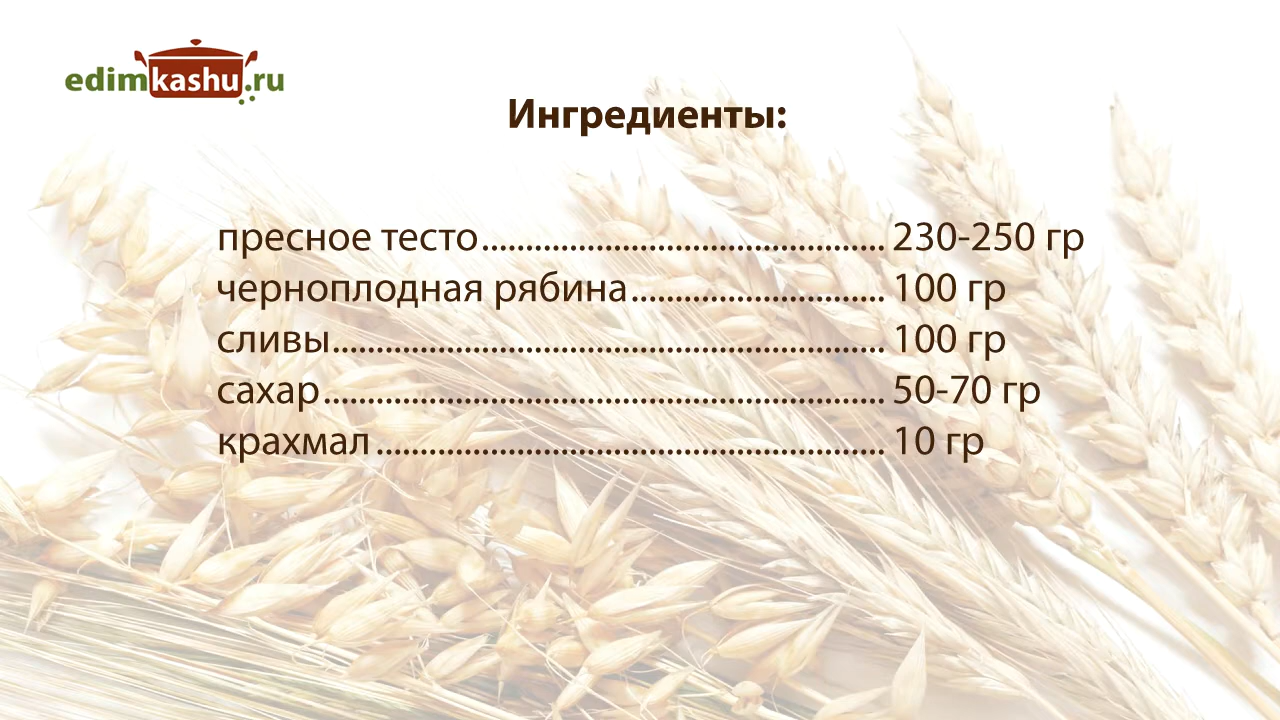 edimkashu.ru
Ингредиенты:
пресное тесто............................................... 230-250 гр
черноплодная рябина............................. 100 гр
сливы................................................................ 100 гр
сахар................................................................. 50-70 гр
крахмал........................................................... 10 гр